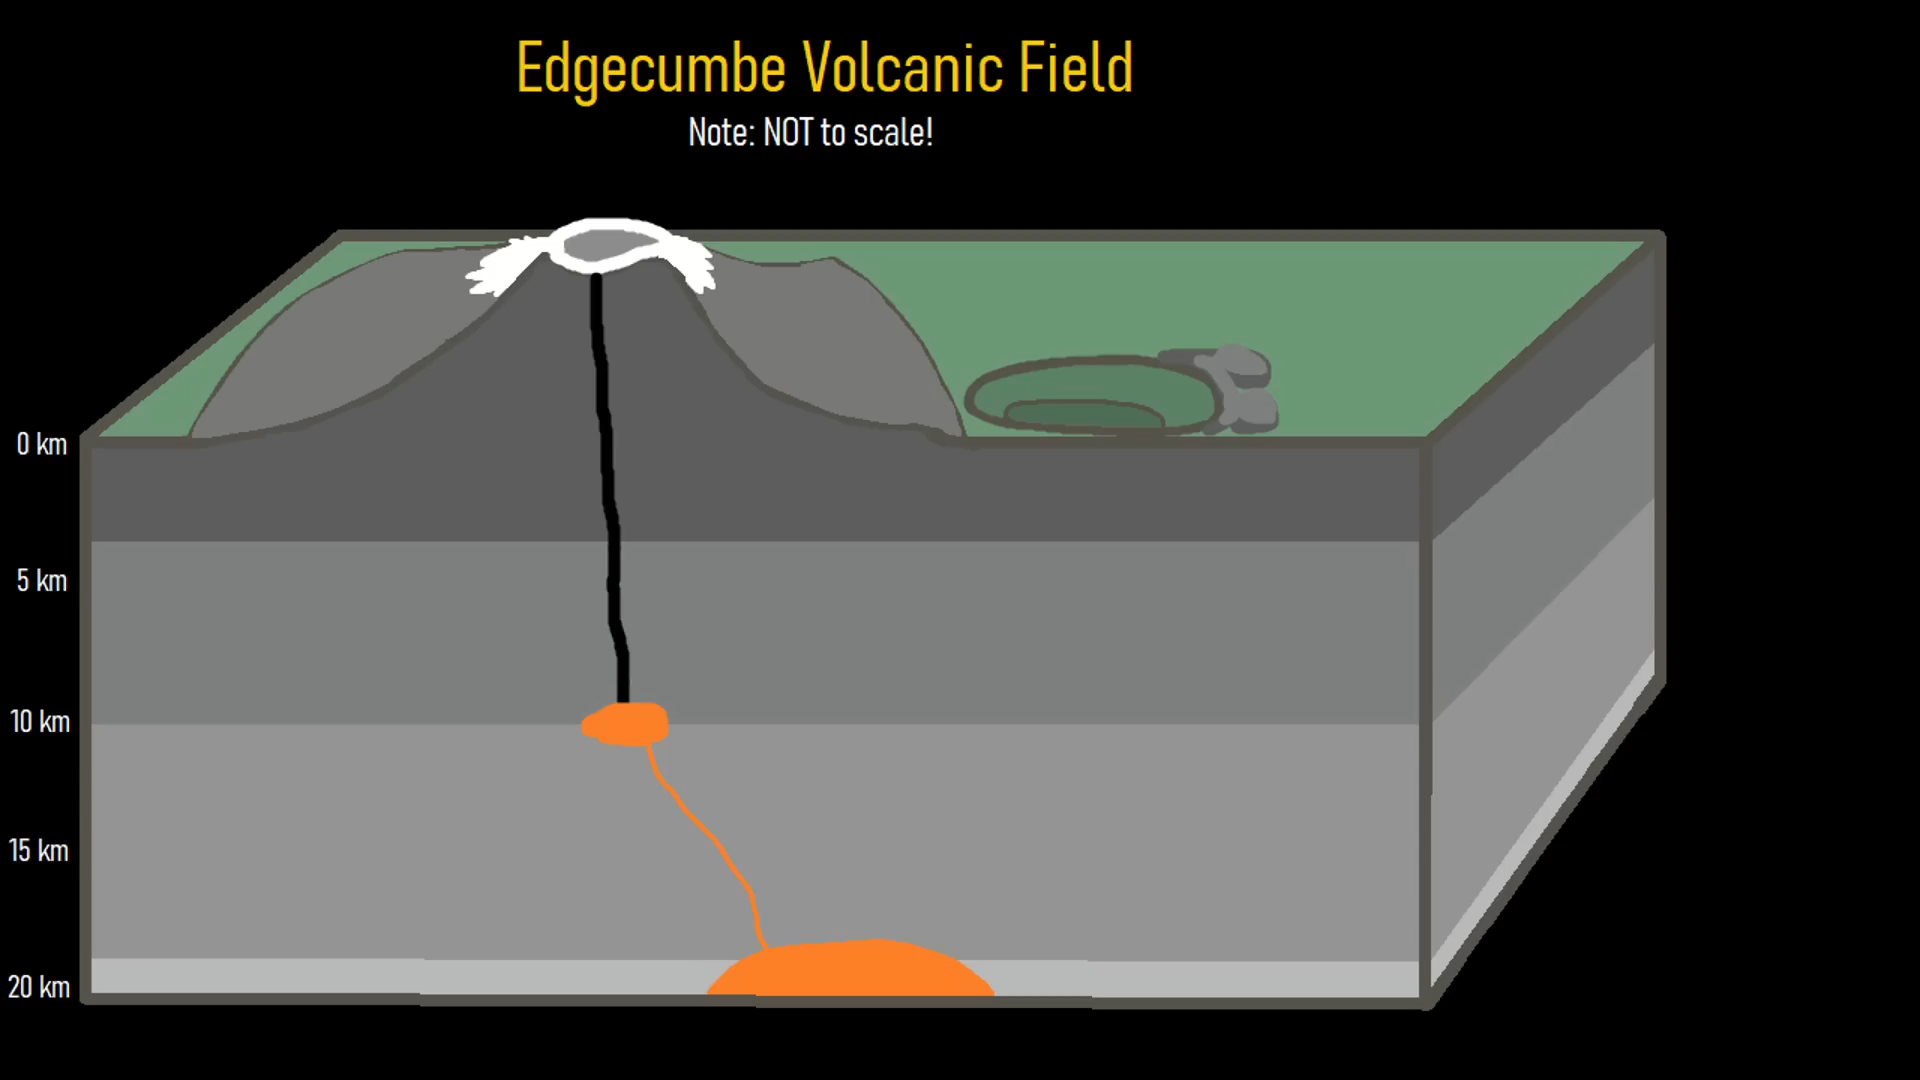 Edgecumbe Volcanic Field
Note: NOT to scale!
0 km
5 km
10 km
15 km
20 km